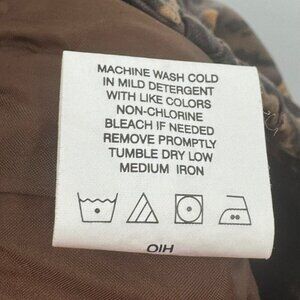 MACHINE WASH COLD
IN MILD DETERGENT
WITH LIKE COLORS
NON-CHLORINE
BLEACH IF NEEDED
REMOVE PROMPTLY
TUMBLE DRY LOW
MEDIUM IRON
OIH